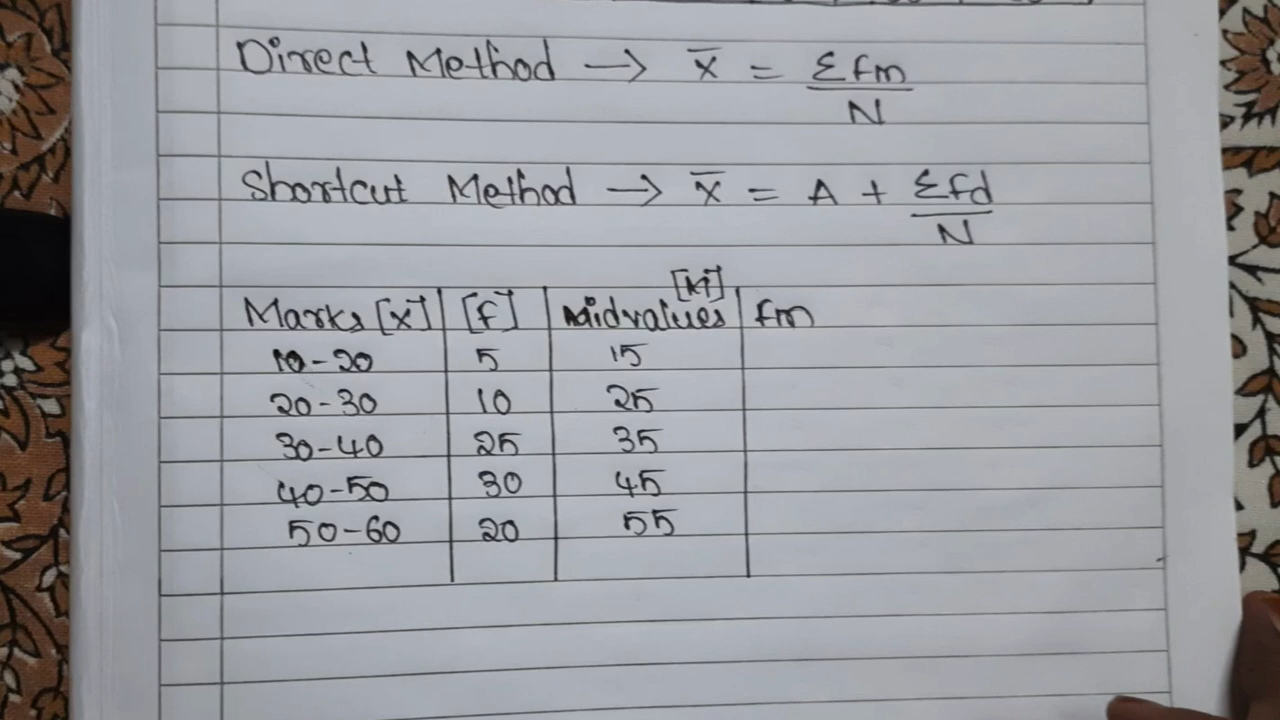 Direct Method → x̄ = Σfm / N
Shortcut Method → x̄ = A + Σfd / N
Marks [x] [f] Midvalues [M] fm
10-20 5 15
20-30 10 25
30-40 25 35
40-50 30 45
50-60 20 55